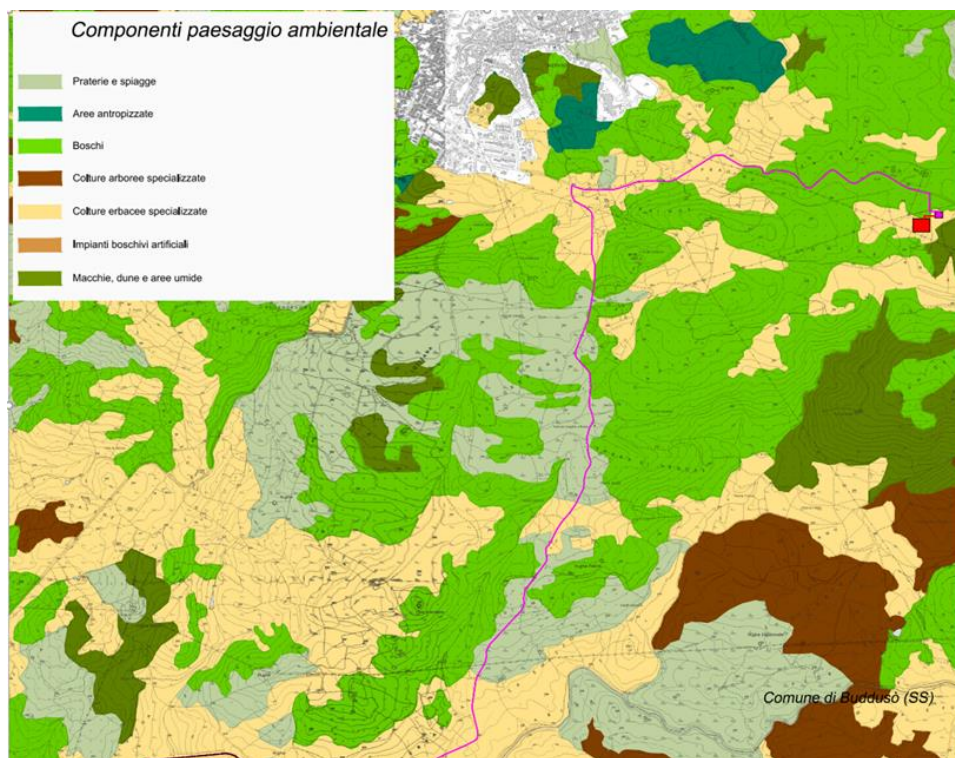 Componenti paesaggio ambientale
Praterie e spiagge
Aree antropizzate
Boschi
Colture arboree specializzate
Colture erbacee specializzate
Impianti boschivi artificiali
Macchie, dune e aree umide
Comune di Buddusò (SS)